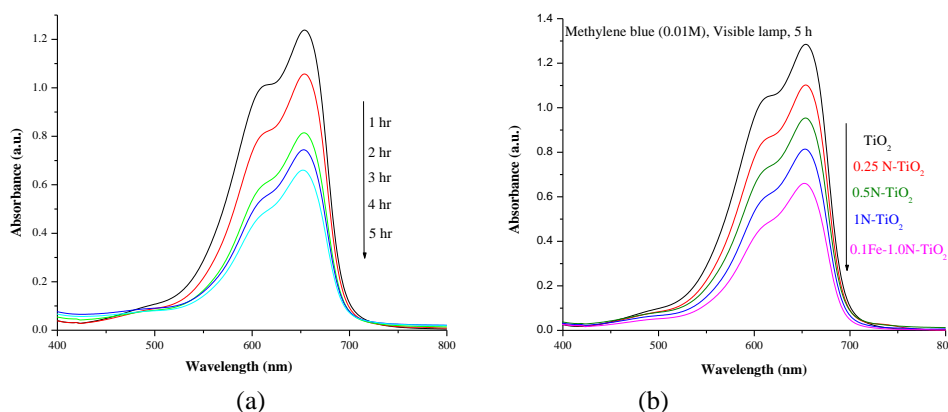 1.2
1.0
0.8
0.6
0.4
0.2
0.0
400
500
600
700
800
Absorbance (a.u.)
Wavelength (nm)
1 hr
2 hr
3 hr
4 hr
5 hr
(a)
1.4
1.2
1.0
0.8
0.6
0.4
0.2
0.0
400
500
600
700
800
Absorbance (a.u.)
Wavelength (nm)
Methylene blue (0.01M), Visible lamp, 5 h
TiO₂
0.25 N-TiO₂
0.5N-TiO₂
1N-TiO₂
0.1Fe-1.0N-TiO₂
(b)